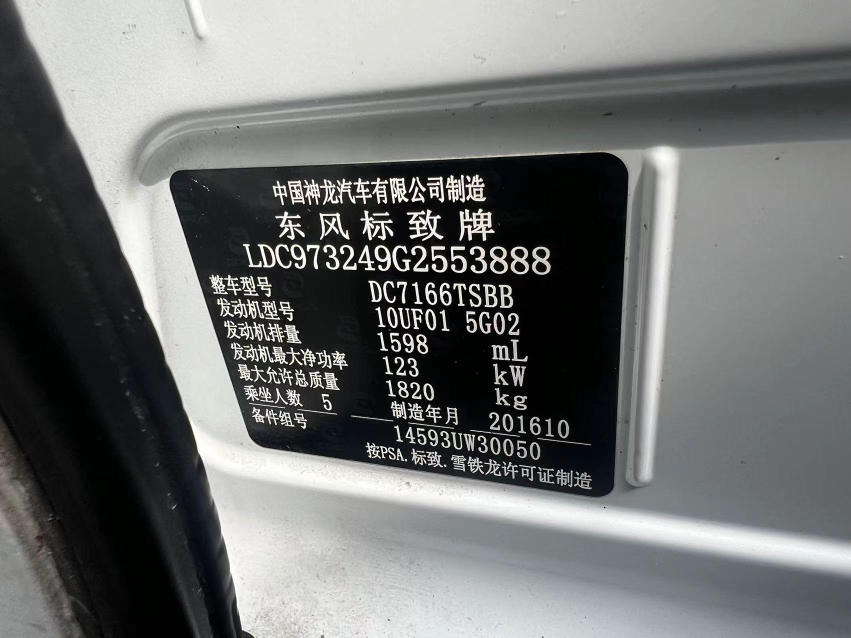 中国神龙汽车有限公司制造
东风标致牌
LDC973249G2553888
整车型号 DC7166TSBB
发动机型号 10UF01 5G02
发动机排量 1598 mL
发动机最大净功率 123 kW
最大允许总质量 1820 kg
乘坐人数 5 制造年月 201610
备件组号 14593UW30050
按PSA.标致.雪铁龙许可证制造